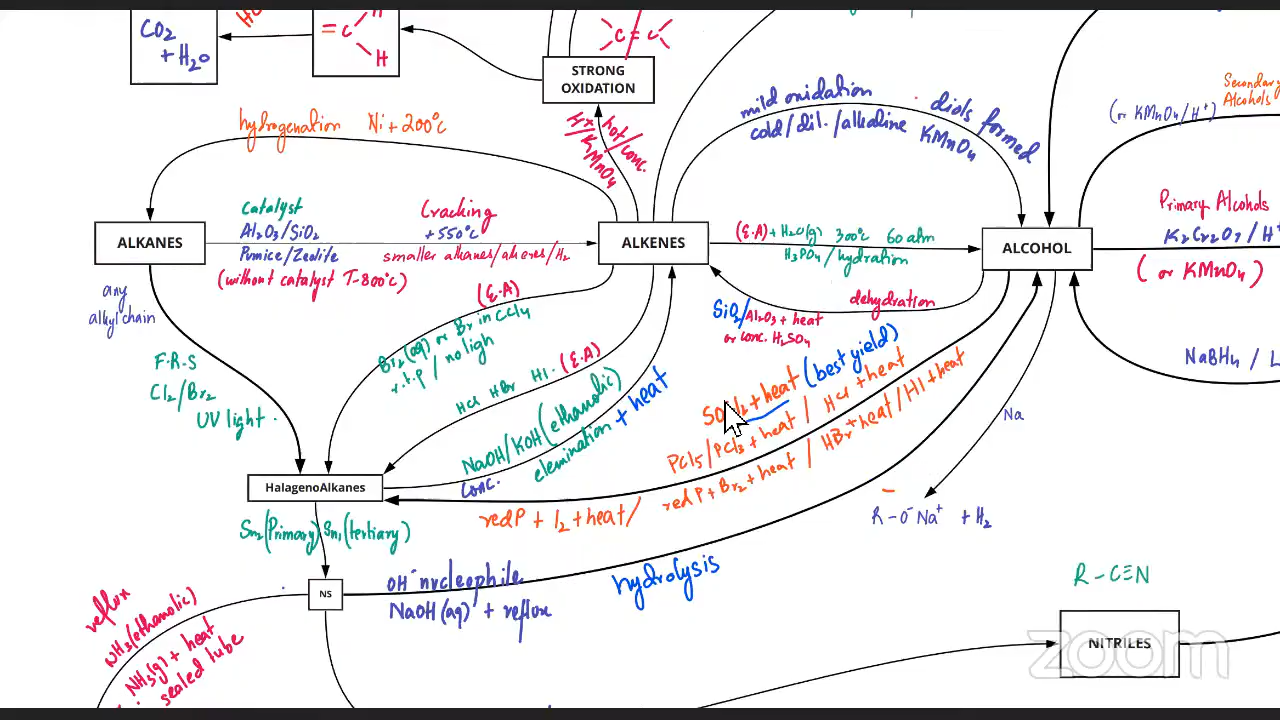 CO2
+ H2O
= C
H
H
C = C
STRONG
OXIDATION
hydrogenation Ni + 200°C
H+/KMnO4
hot/conc.
mild oxidation
cold/dil./alkaline KMnO4
diols formed
Secondary
Alcohols
(or KMnO4/H+)
ALKANES
catalyst
Al2O3/SiO2
Pumice/Zeolite
(without catalyst T-800°C)
Cracking
+550°C
smaller alkanes/alkenes/H2
ALKENES
(E.A) + H2O(g) 300°C 60 atm
H3PO4/hydration
ALCOHOL
Primary Alcohols
K2Cr2O7/H+
(or KMnO4)
any
alkyl chain
F.R.S
Cl2/Br2
UV light
(E.A)
Br2(aq) or Br in CCl4
r.t.p / no ligh
HCl HBr HI. (E.A)
NaOH/KOH (ethanolic)
conc.
elemination + heat
dehydration
SiO2/Al2O3 + heat
or conc. H2SO4
SOCl2 + heat (best yield)
PCl5/PCl3 + heat / HCl + heat
red P + I2 + heat/ red P + Br2 + heat / HBr + heat / HI + heat
Na
R-O-Na+ + H2
NaBH4 / L
HalagenoAlkanes
Sn2(Primary) Sn1(tertiary)
NS
OH- nucleophile
NaOH(aq) + reflux
hydrolysis
reflux
NH3(ethanolic)
NH3(g) + heat
sealed tube
R-C≡N
NITRILES
zoom